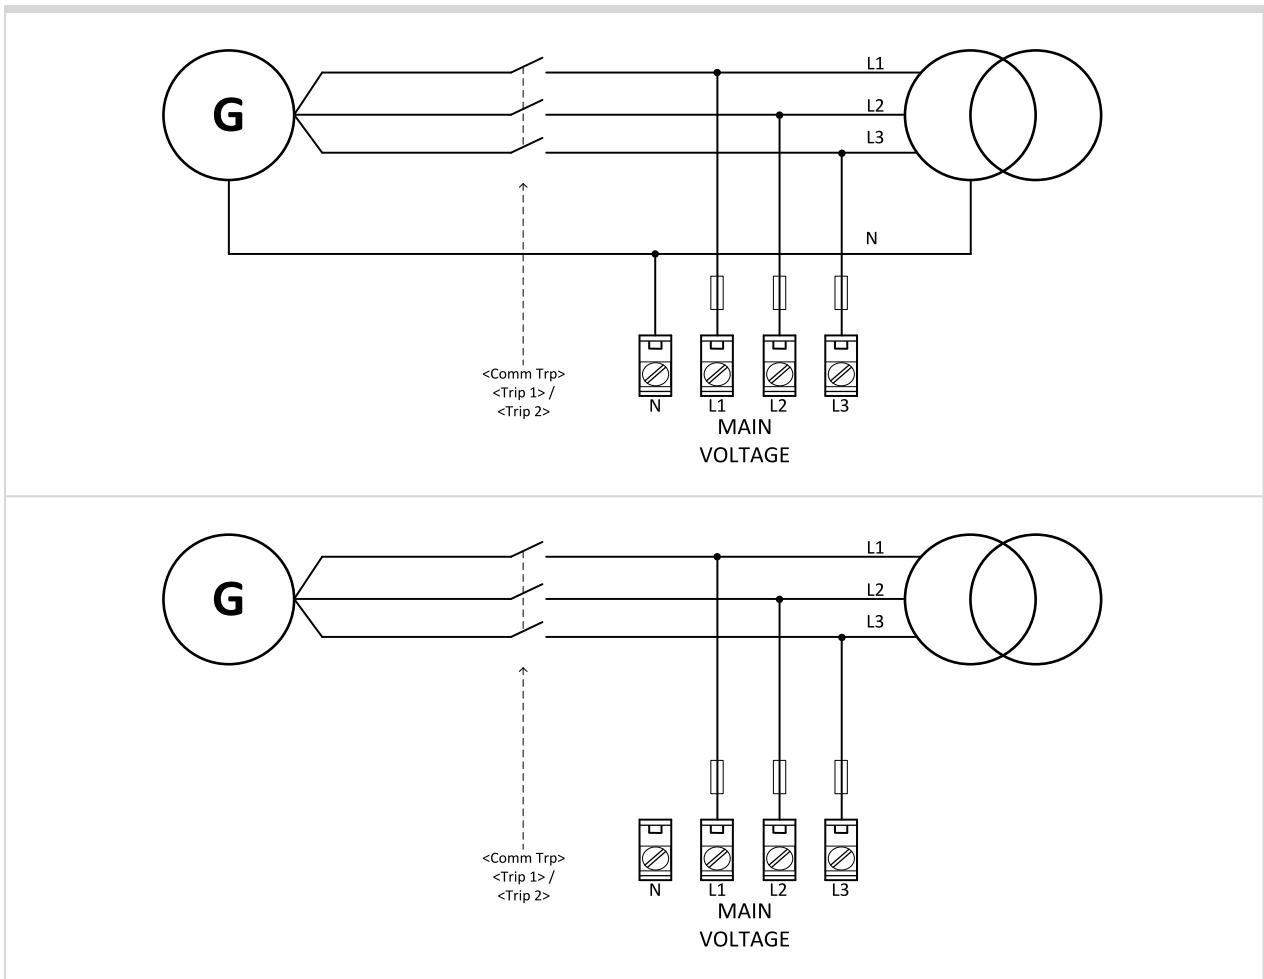 G
L1
L2
L3
N
<Comm Trp>
<Trip 1> /
<Trip 2>
N L1 L2 L3
MAIN
VOLTAGE
G
L1
L2
L3
<Comm Trp>
<Trip 1> /
<Trip 2>
N L1 L2 L3
MAIN
VOLTAGE